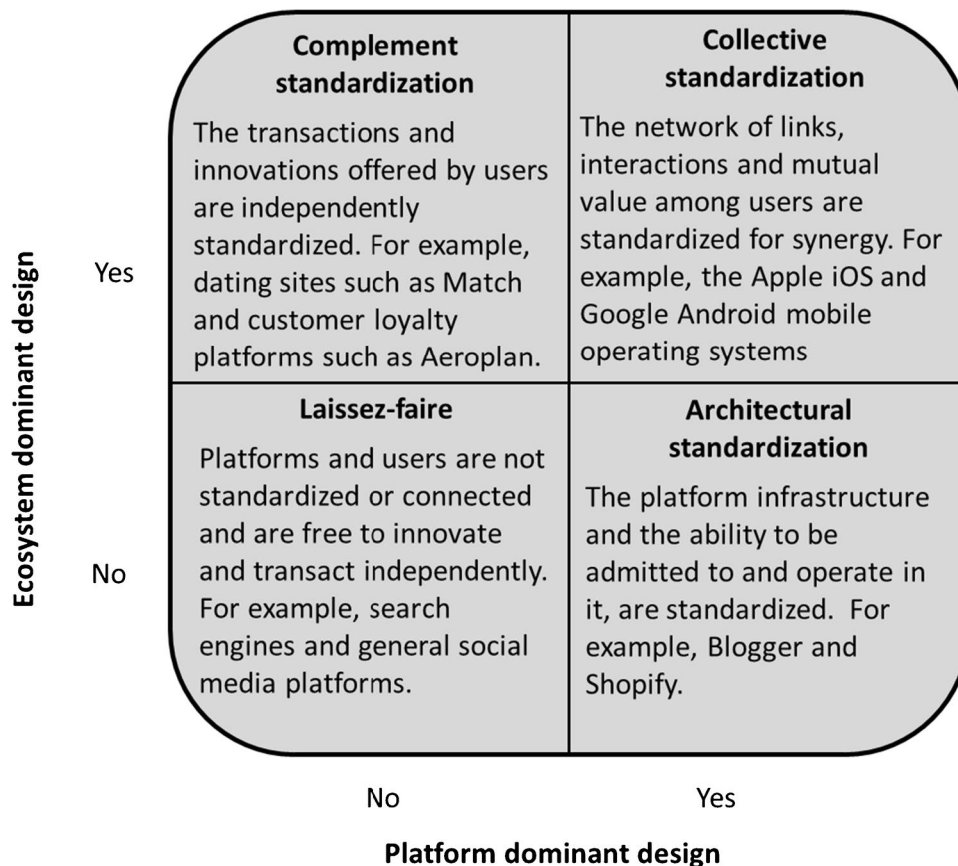 Complement
standardization
The transactions and
innovations offered by users
are independently
standardized. For example,
dating sites such as Match
and customer loyalty
platforms such as Aeroplan.
Collective
standardization
The network of links,
interactions and mutual
value among users are
standardized for synergy. For
example, the Apple iOS and
Google Android mobile
operating systems
Ecosystem dominant design
Yes
No
Laissez-faire
Platforms and users are not
standardized or connected
and are free to innovate
and transact independently.
For example, search
engines and general social
media platforms.
Architectural
standardization
The platform infrastructure
and the ability to be
admitted to and operate in
it, are standardized.  For
example, Blogger and
Shopify.
No
Yes
Platform dominant design